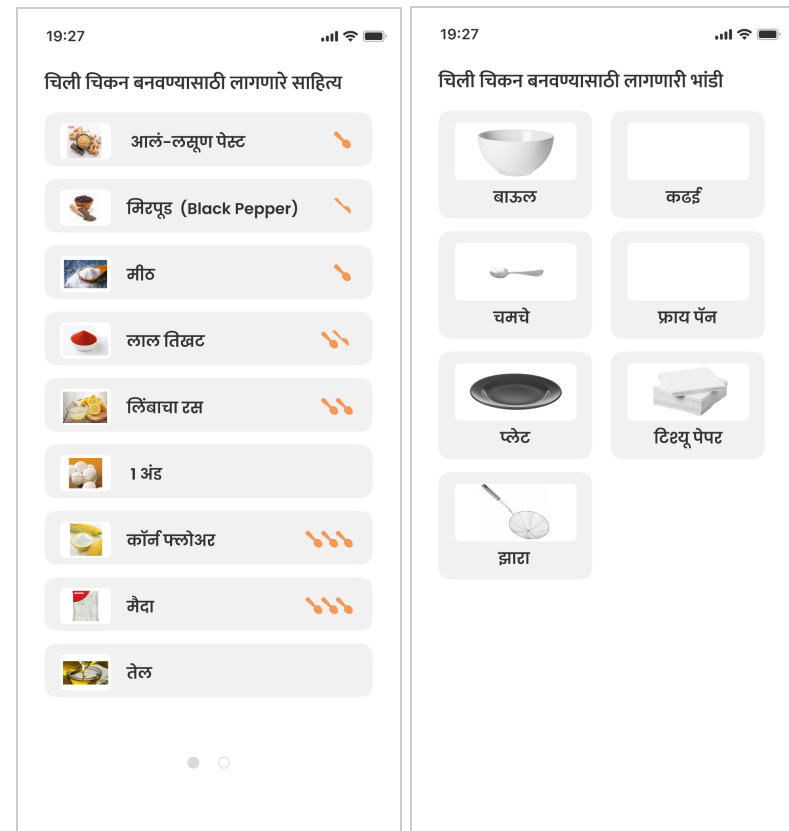 19:27
चिली चिकन बनवण्यासाठी लागणारे साहित्य
आलं-लसूण पेस्ट
मिरपूड (Black Pepper)
मीठ
लाल तिखट
लिंबाचा रस
1 अंड
कॉर्न फ्लोअर
मैदा
तेल
19:27
चिली चिकन बनवण्यासाठी लागणारी भांडी
बाऊल
कढई
चमचे
फ्राय पॅन
प्लेट
टिश्यू पेपर
झारा